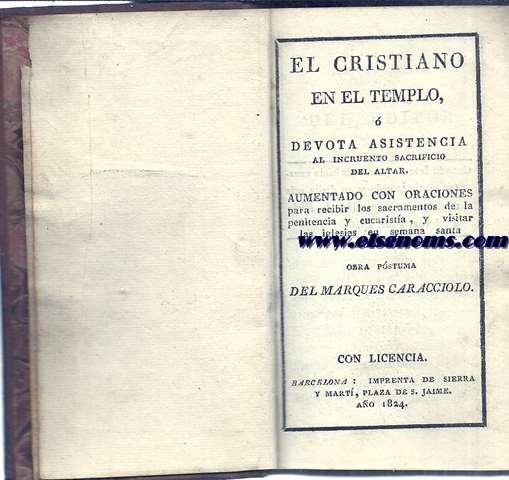 EL CRISTIANO
EN EL TEMPLO,
ó
DEVOTA ASISTENCIA
AL INCRUENTO SACRIFICIO
DEL ALTAR.
AUMENTADO CON ORACIONES
para recibir los sacramentos de la
penitencia y eucaristía, y visitar
las iglesias en semana santa
www.elsenoms.com
OBRA PÓSTUMA
DEL MARQUES CARACCIOLO.
CON LICENCIA.
BARCELONA: IMPRENTA DE SIERRA
Y MARTÍ, PLAZA DE S. JAIME.
AÑO 1824.